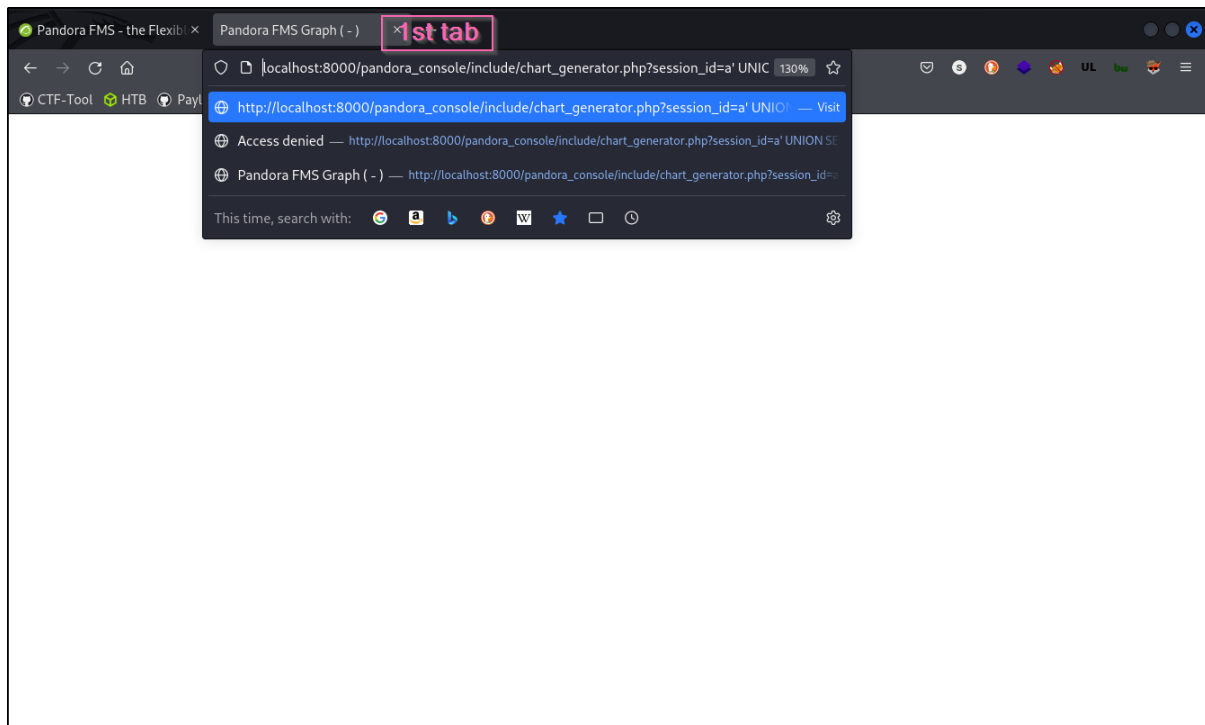 Pandora FMS - the Flexibl × Pandora FMS Graph ( - ) × 1st tab
localhost:8000/pandora_console/include/chart_generator.php?session_id=a' UNIC 130% S UL
CTF-Tool HTB Payl
http://localhost:8000/pandora_console/include/chart_generator.php?session_id=a' UNION — Visit
Access denied — http://localhost:8000/pandora_console/include/chart_generator.php?session_id=a' UNION SE
Pandora FMS Graph ( - ) — http://localhost:8000/pandora_console/include/chart_generator.php?session_id=a
This time, search with: G a b W